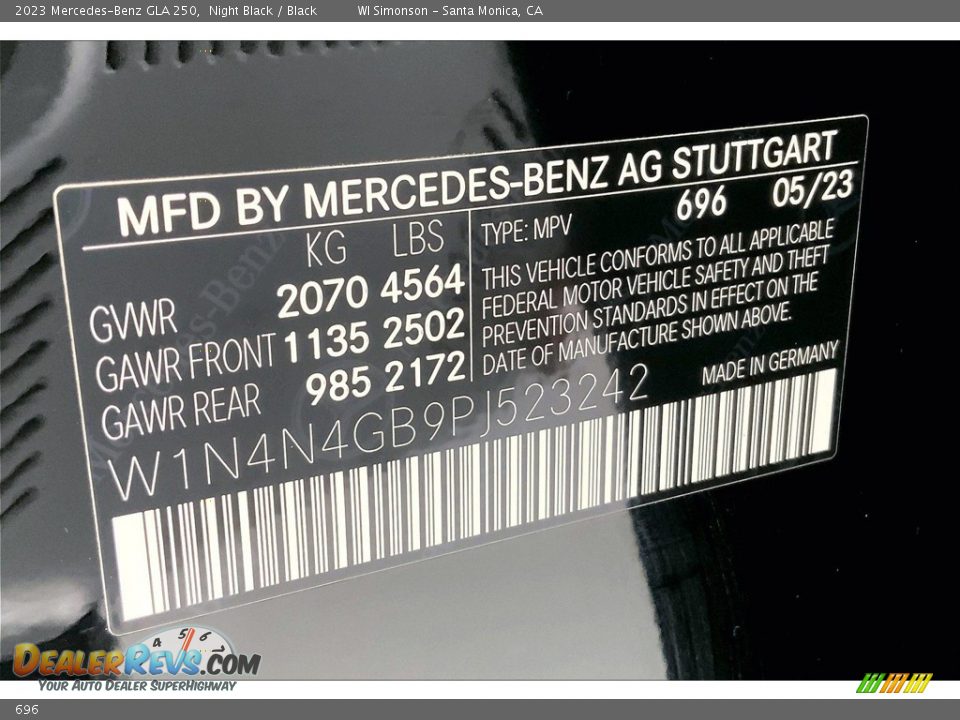 2023 Mercedes-Benz GLA 250, Night Black / Black WI Simonson - Santa Monica, CA
MFD BY MERCEDES-BENZ AG STUTTGART
KG LBS
GVWR 2070 4564
GAWR FRONT 1135 2502
GAWR REAR 985 2172
696 05/23
TYPE: MPV
THIS VEHICLE CONFORMS TO ALL APPLICABLE
FEDERAL MOTOR VEHICLE SAFETY AND THEFT
PREVENTION STANDARDS IN EFFECT ON THE
DATE OF MANUFACTURE SHOWN ABOVE.
MADE IN GERMANY
W1N4N4GB9PJ523242
4 5 6
DEALERREVS.COM
YOUR AUTO DEALER SUPERHIGHWAY
696